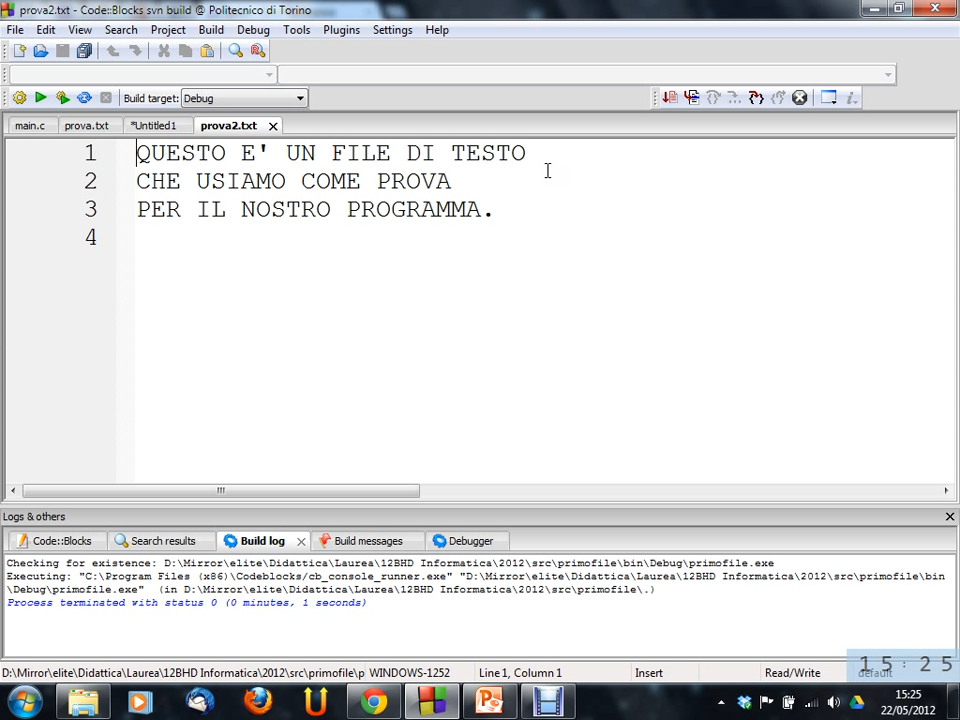 prova2.txt - Code::Blocks svn build @ Politecnico di Torino
File Edit View Search Project Build Debug Tools Plugins Settings Help
Build target: Debug
main.c prova.txt *Untitled1 prova2.txt
1 QUESTO E' UN FILE DI TESTO
2 CHE USIAMO COME PROVA
3 PER IL NOSTRO PROGRAMMA.
4
Logs & others
Code::Blocks Search results Build log Build messages Debugger
Checking for existence: D:\Mirror\elite\Didattica\Laurea\12BHD Informatica\2012\src\primofile\bin\Debug\primofile.exe
Executing: "C:\Program Files (x86)\Codeblocks/cb_console_runner.exe" "D:\Mirror\elite\Didattica\Laurea\12BHD Informatica\2012\src\primofile\bin
\Debug\primofile.exe"  (in D:\Mirror\elite\Didattica\Laurea\12BHD Informatica\2012\src\primofile\.)
Process terminated with status 0 (0 minutes, 1 seconds)
D:\Mirror\elite\Didattica\Laurea\12BHD Informatica\2012\src\primofile\p WINDOWS-1252 Line 1, Column 1 Insert Read/Write default
15:25
15:25
22/05/2012